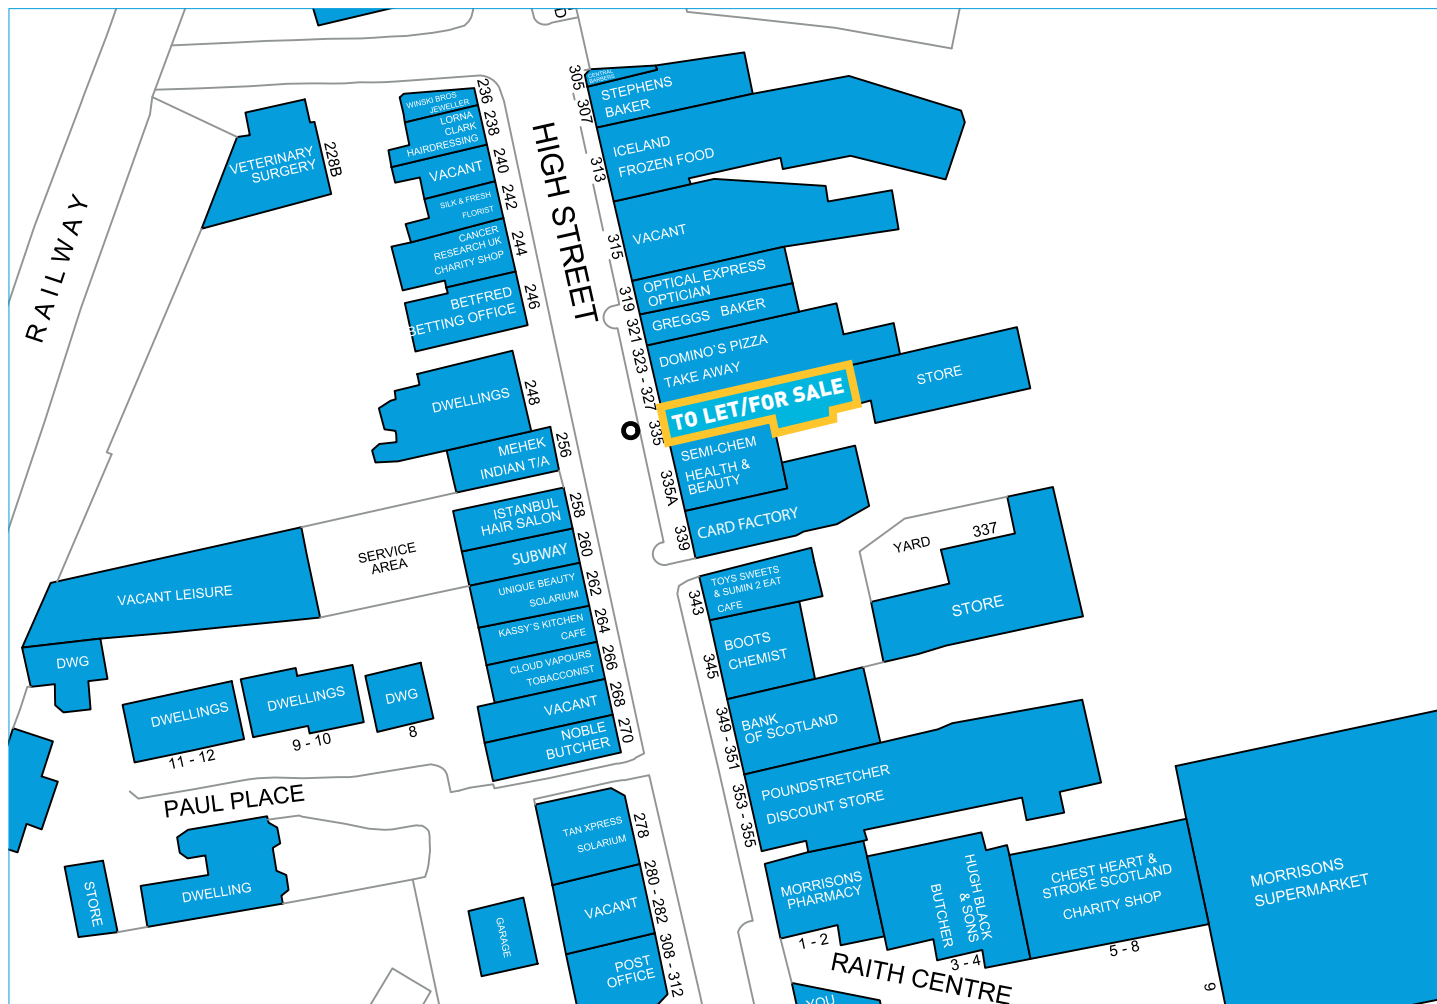 D
RAILWAY
HIGH STREET
VETERINARY
SURGERY
228B
WINSKI BROS
JEWELLER
236
LORNA
CLARK
HAIRDRESSING
238
VACANT
240
SILK & FRESH
FLORIST
242
CANCER
RESEARCH UK
CHARITY SHOP
244
BETFRED
BETTING OFFICE
246
DWELLINGS
248
MEHEK
INDIAN T/A
256
ISTANBUL
HAIR SALON
258
SUBWAY
260
UNIQUE BEAUTY
SOLARIUM
262
KASSY`S KITCHEN
CAFE
264
CLOUD VAPOURS
TOBACCONIST
266
VACANT
268
NOBLE
BUTCHER
270
SERVICE
AREA
VACANT LEISURE
DWG
DWELLINGS
11 - 12
DWELLINGS
9 - 10
DWG
8
PAUL PLACE
DWELLING
STORE
GARAGE
TAN XPRESS
SOLARIUM
278
VACANT
280 - 282
POST
OFFICE
308 - 312
CENTRAL
BARBERS
305
STEPHENS
BAKER
307
ICELAND
FROZEN FOOD
313
VACANT
315
OPTICAL EXPRESS
OPTICIAN
319
GREGGS BAKER
321
DOMINO`S PIZZA
TAKE AWAY
323 - 327
TO LET/FOR SALE
335
STORE
SEMI-CHEM
HEALTH &
BEAUTY
335A
CARD FACTORY
339
YARD
337
STORE
TOYS SWEETS
& SUMIN 2 EAT
CAFE
343
BOOTS
CHEMIST
345
BANK
OF SCOTLAND
349 - 351
POUNDSTRETCHER
DISCOUNT STORE
353 - 355
MORRISONS
PHARMACY
1 - 2
HUGH BLACK
& SONS
BUTCHER
3 - 4
CHEST HEART &
STROKE SCOTLAND
CHARITY SHOP
5 - 8
MORRISONS
SUPERMARKET
9
RAITH CENTRE
YOU